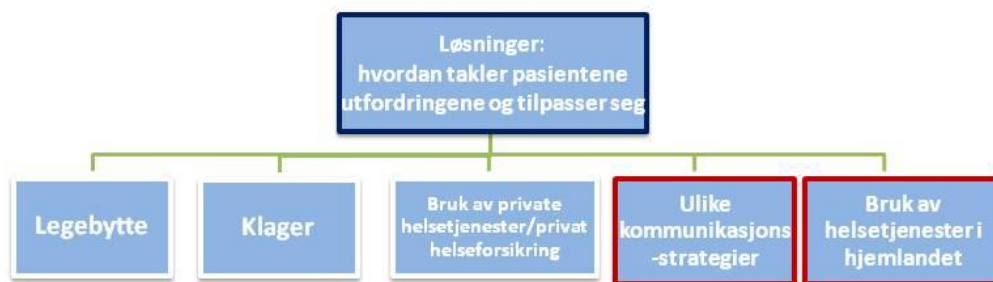 Løsninger:
hvordan takler pasientene
utfordringene og tilpasser seg
Legebytte
Klager
Bruk av private
helsetjenester/privat
helseforsikring
Ulike
kommunikasjons
-strategier
Bruk av
helsetjenester i
hjemlandet